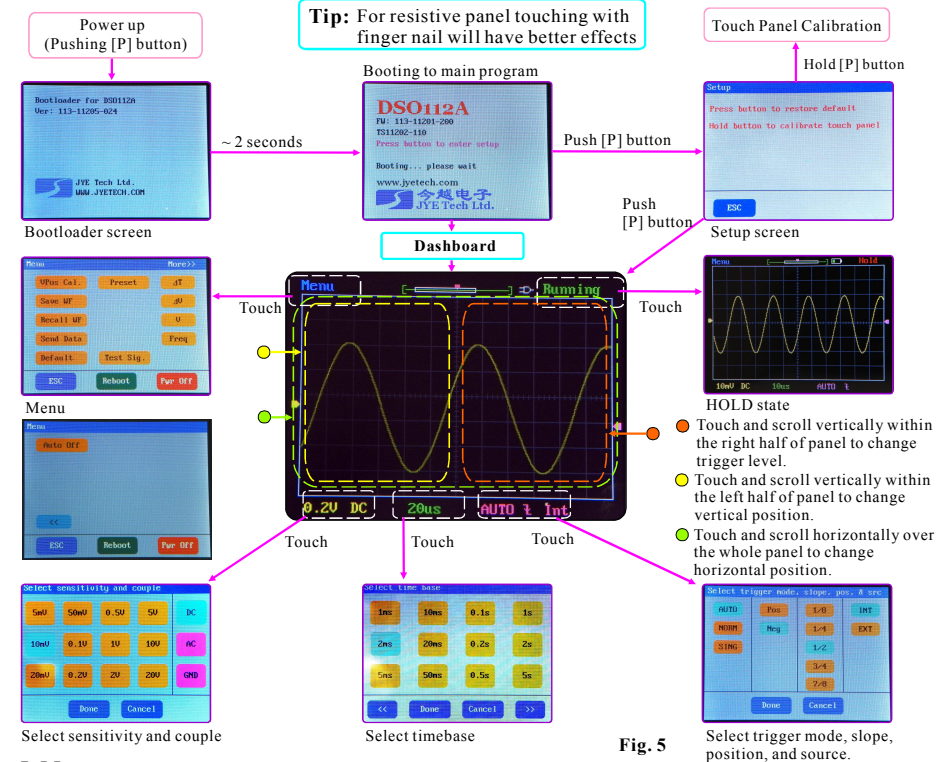 Power up
(Pushing [P] button)
Tip: For resistive panel touching with
finger nail will have better effects
Touch Panel Calibration
Hold [P] button
Booting to main program
Bootloader for DSO112A
Ver: 113-11205-024
JYE Tech Ltd.
WWW.JYETECH.COM
Bootloader screen
~ 2 seconds
DSO112A
FW: 113-11201-200
TS11202-110
Press button to enter setup
Booting... please wait
www.jyetech.com
今越电子
JYE Tech Ltd.
Push [P] button
Setup
Press button to restore default
Hold button to calibrate touch panel
ESC
Setup screen
Push
[P] button
Dashboard
Menu
More>>
VPos Cal.
Preset
ΔT
Save WF
ΔV
Recall WF
V
Send Data
Freq
Default
Test Sig.
ESC
Reboot
Pwr Off
Menu
Touch
Menu
Running
Touch
Menu
Hold
10mV DC
10us
AUTO
HOLD state
Menu
Auto Off
<<
ESC
Reboot
Pwr Off
0.2V DC
20us
AUTO
Int
Touch and scroll vertically within
the right half of panel to change
trigger level.
Touch and scroll vertically within
the left half of panel to change
vertical position.
Touch and scroll horizontally over
the whole panel to change
horizontal position.
Touch
Touch
Touch
Select sensitivity and couple
5mV 50mV 0.5V 5V DC
10mV 0.1V 1V 10V AC
20mV 0.2V 2V 20V GND
Done Cancel
Select sensitivity and couple
Select time base
1ms 10ms 0.1s 1s
2ms 20ms 0.2s 2s
5ms 50ms 0.5s 5s
<< Done Cancel >>
Select timebase
Select trigger mode, slope, pos. & src
AUTO Pos 1/8 INT
NORM Neg 1/4 EXT
SING 1/2
3/4
7/8
Done Cancel
Select trigger mode, slope,
position, and source.
Fig. 5